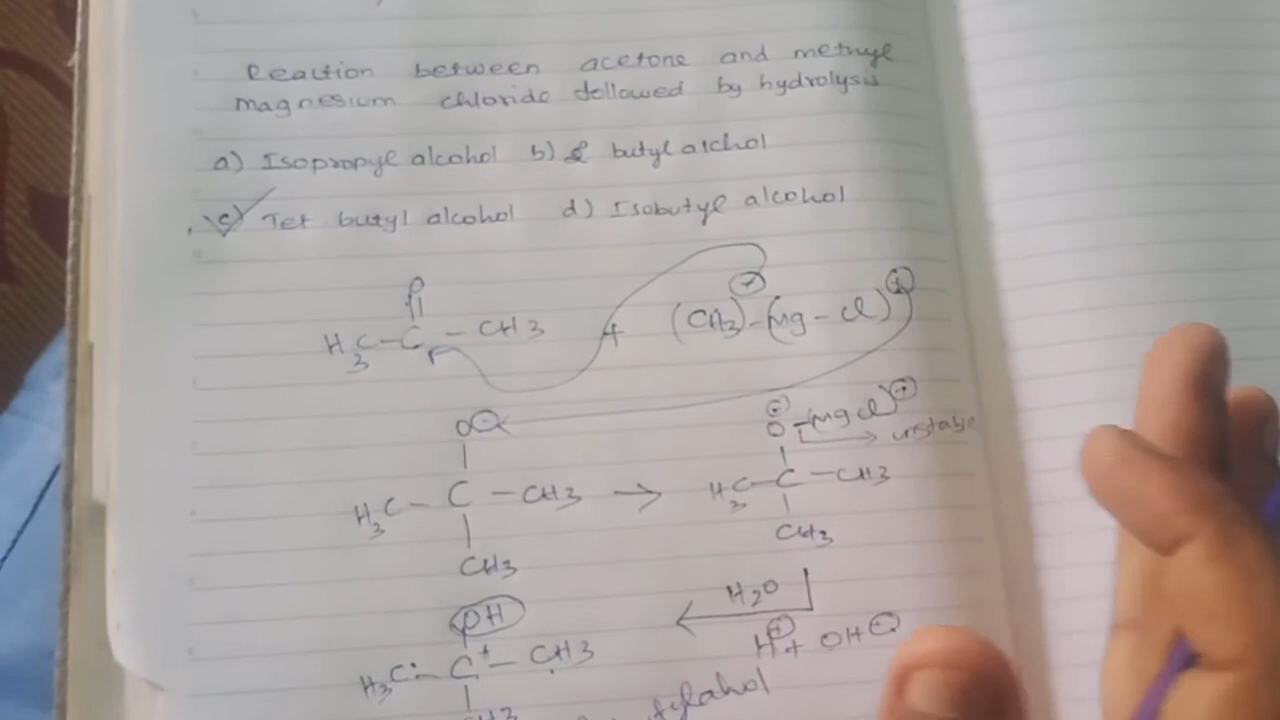 Reaction between acetone and methyl
magnesium chloride followed by hydrolysis
a) Isopropyl alcohol b) butyl alchol
c) Tet butyl alcohol d) Isobutyl alcohol
O
H3C - C - CH3 + (CH3) - (Mg - Cl)
- +
O - O - (Mg Cl) +
→ unstable
H3C - C - CH3 → H3C - C - CH3
CH3 CH3
H2O
H+ + OH-
OH
H3C - C+ - CH3
CH3